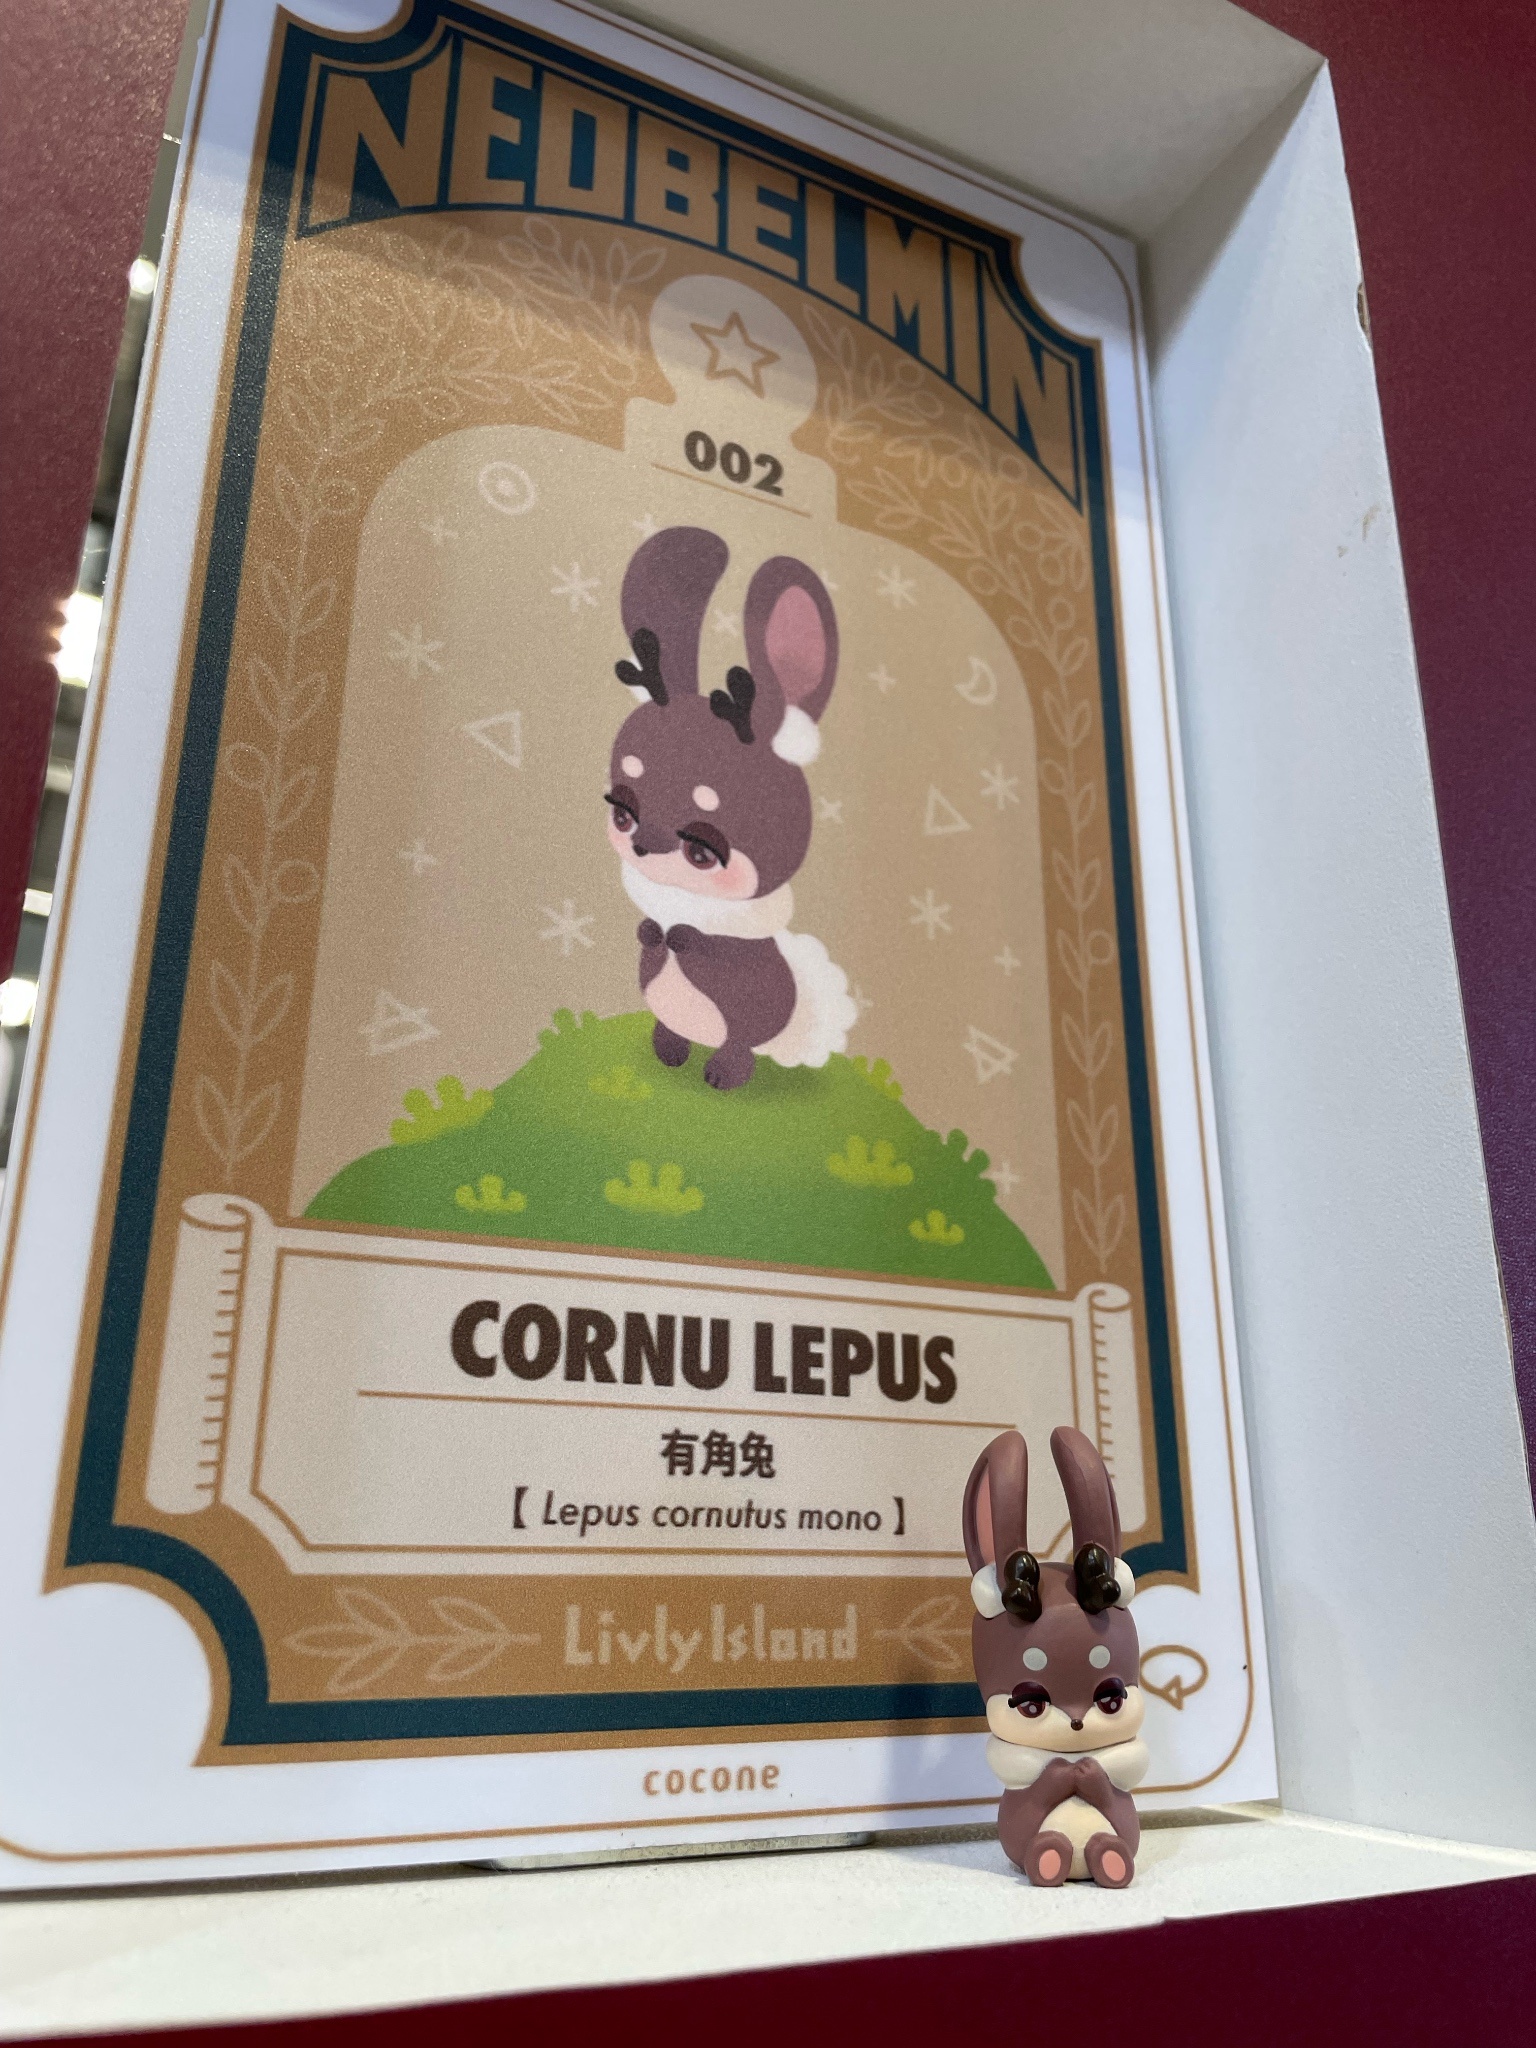 NEOBELMIN
002
CORNU LEPUS
有角兔
【 Lepus cornutus mono 】
Livly Island
cocone